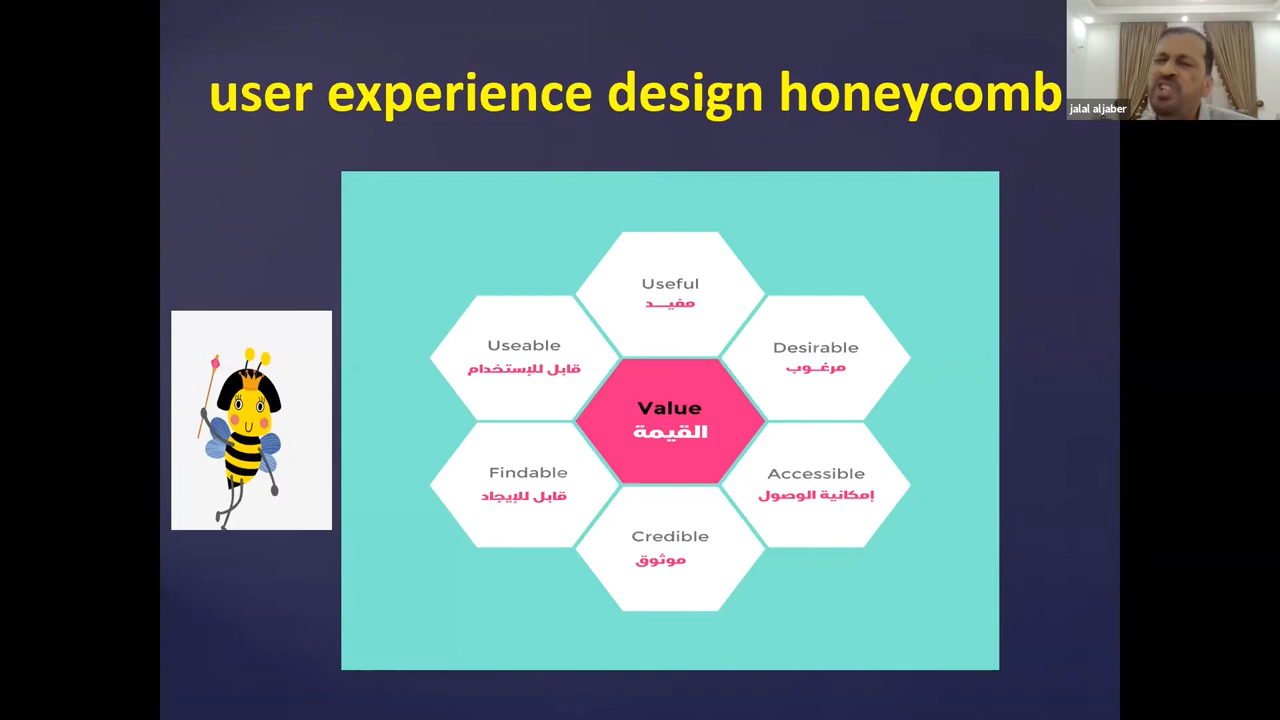 user experience design honeycomb
jalal aljaber
Useful
مفيـــد
Useable
قابل للإستخدام
Desirable
مرغــوب
Value
القيمة
Findable
قابل للإيجاد
Accessible
إمكانية الوصول
Credible
موثوق